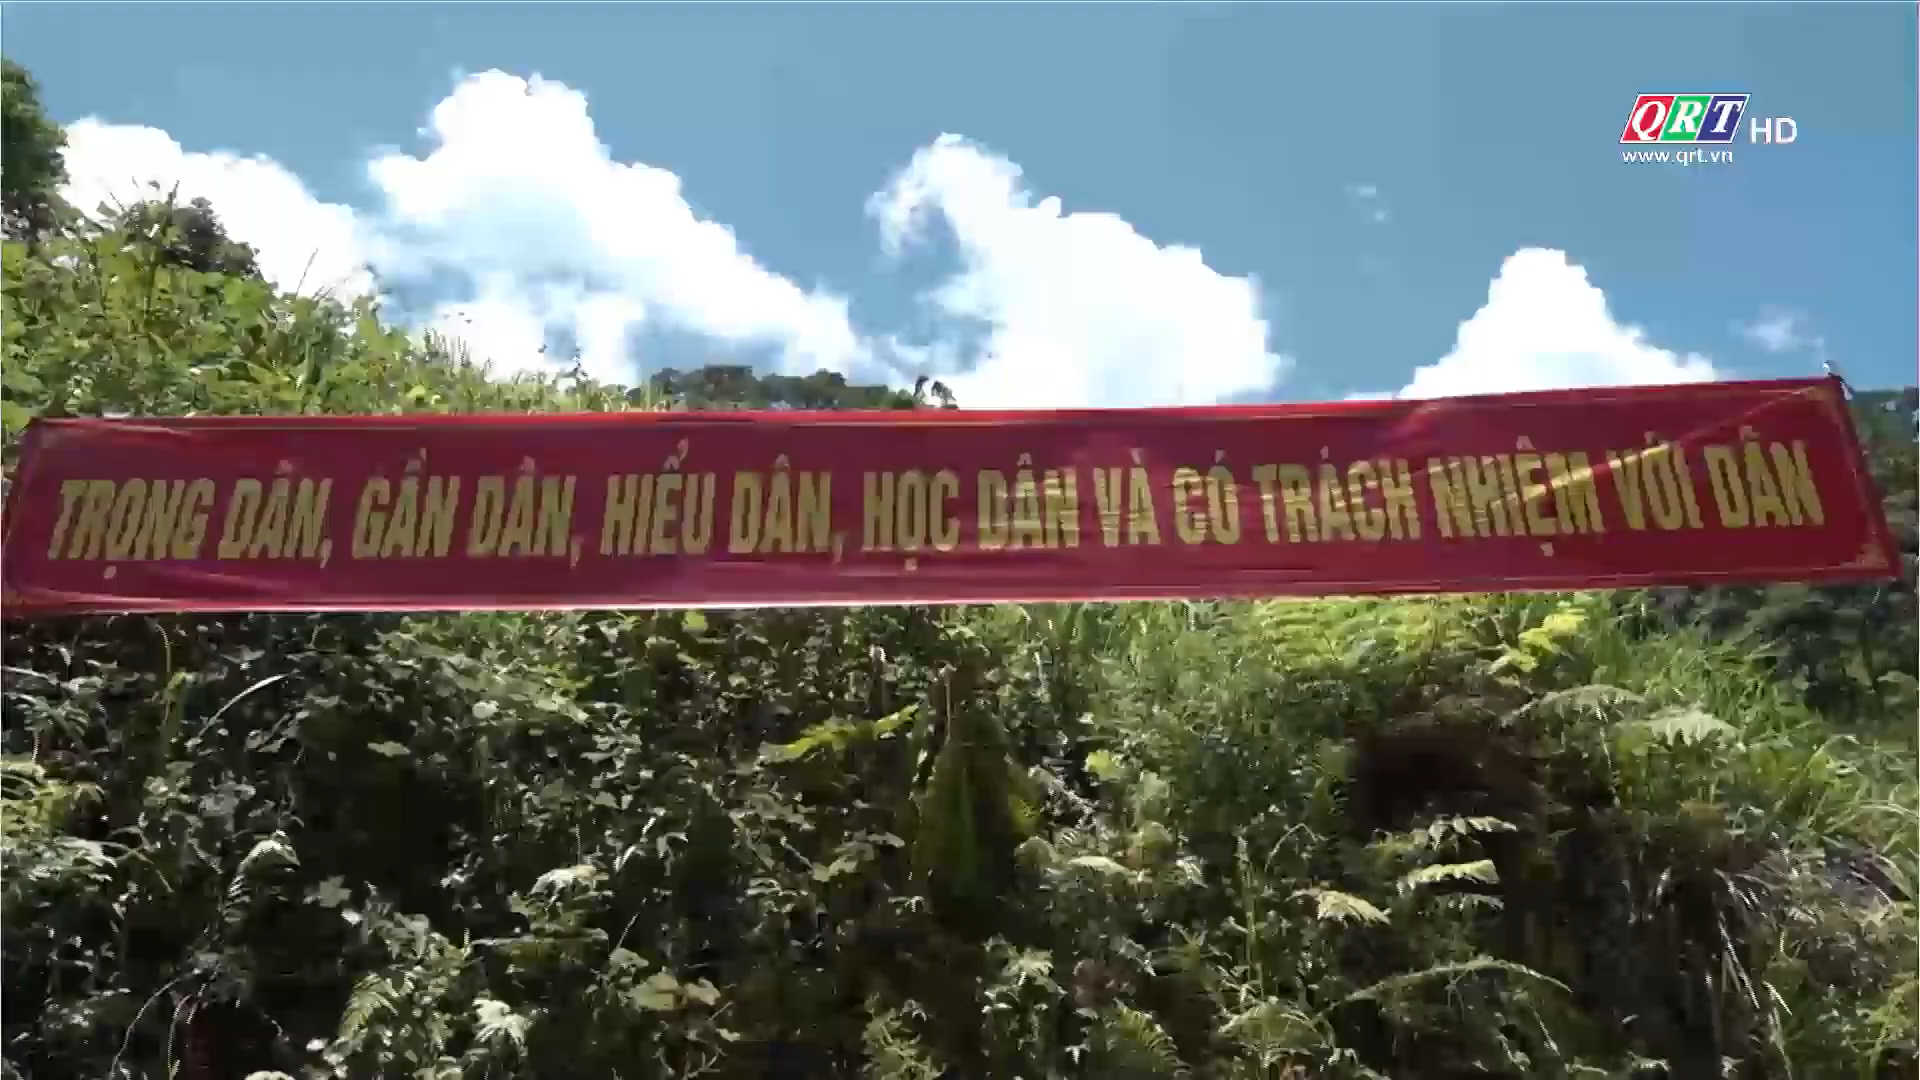 QRT HD
www.qrt.vn
TRỌNG DÂN, GẦN DÂN, HIỂU DÂN, HỌC DÂN VÀ CÓ TRÁCH NHIỆM VỚI DÂN